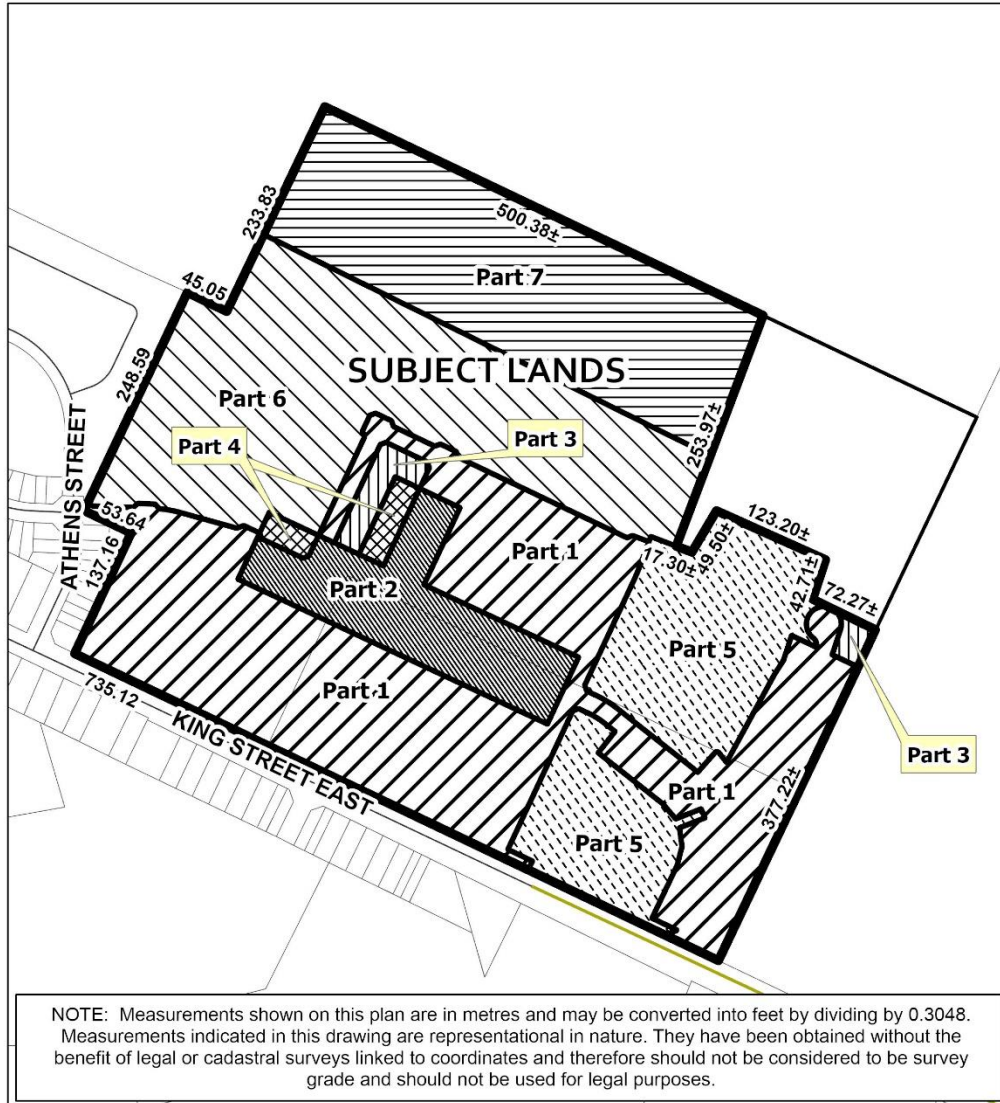 233.83
500.38±
45.05
Part 7
SUBJECT LANDS
248.59
Part 6
253.97±
Part 3
Part 4
ATHENS STREET
53.64
137.16
Part 1
17.30±
49.50±
123.20±
42.71±
72.27±
Part 2
Part 5
Part 1
735.12
KING STREET EAST
Part 3
Part 1
377.22±
Part 5
NOTE: Measurements shown on this plan are in metres and may be converted into feet by dividing by 0.3048.
Measurements indicated in this drawing are representational in nature. They have been obtained without the
benefit of legal or cadastral surveys linked to coordinates and therefore should not be considered to be survey
grade and should not be used for legal purposes.